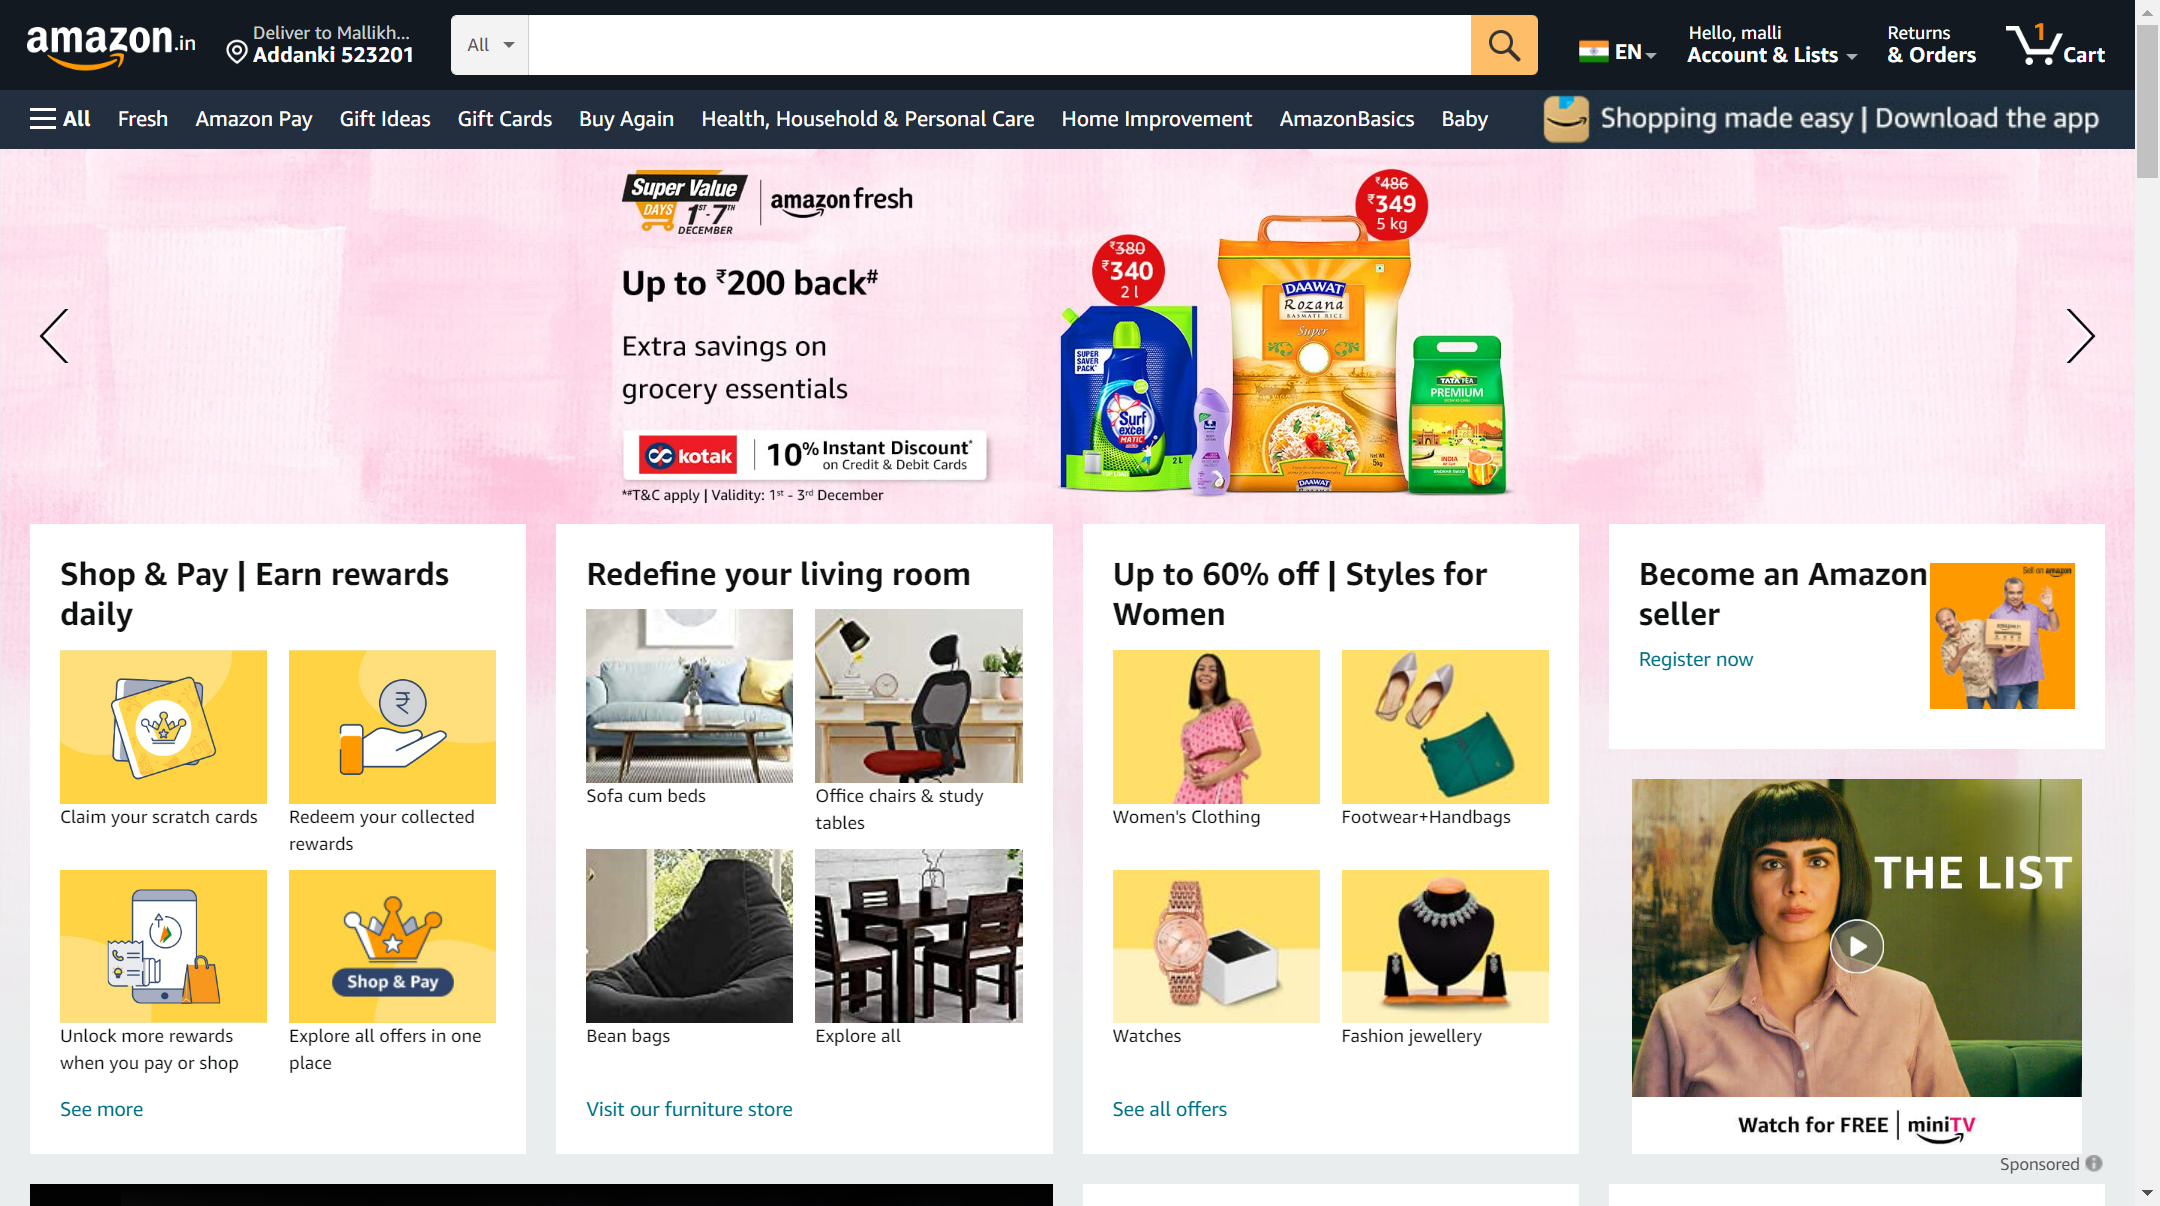 amazon.in
Deliver to Mallikh...
Addanki 523201
All
EN
Hello, malli
Account & Lists
Returns
& Orders
1
Cart
All
Fresh
Amazon Pay
Gift Ideas
Gift Cards
Buy Again
Health, Household & Personal Care
Home Improvement
AmazonBasics
Baby
Shopping made easy | Download the app
Super Value
DAYS 1ST-7TH
DECEMBER
amazon fresh
Up to ₹200 back#
Extra savings on
grocery essentials
kotak
10% Instant Discount*
on Credit & Debit Cards
*#T&C apply | Validity: 1st - 3rd December
₹380
₹340
2 l
₹486
₹349
5 kg
SUPER
SAVER
PACK
Surf
excel
MATIC
2 L
DAAWAT
Rozana
BASMATI RICE
Super
5kg
DAAWAT
TATA TEA
PREMIUM
INDIA
Shop & Pay | Earn rewards
daily
Claim your scratch cards
Redeem your collected
rewards
Shop & Pay
Unlock more rewards
when you pay or shop
Explore all offers in one
place
See more
Redefine your living room
Sofa cum beds
Office chairs & study
tables
Bean bags
Explore all
Visit our furniture store
Up to 60% off | Styles for
Women
Women's Clothing
Footwear+Handbags
Watches
Fashion jewellery
See all offers
Become an Amazon
seller
Register now
Sell on amazon
THE LIST
Watch for FREE | miniTV
Sponsored